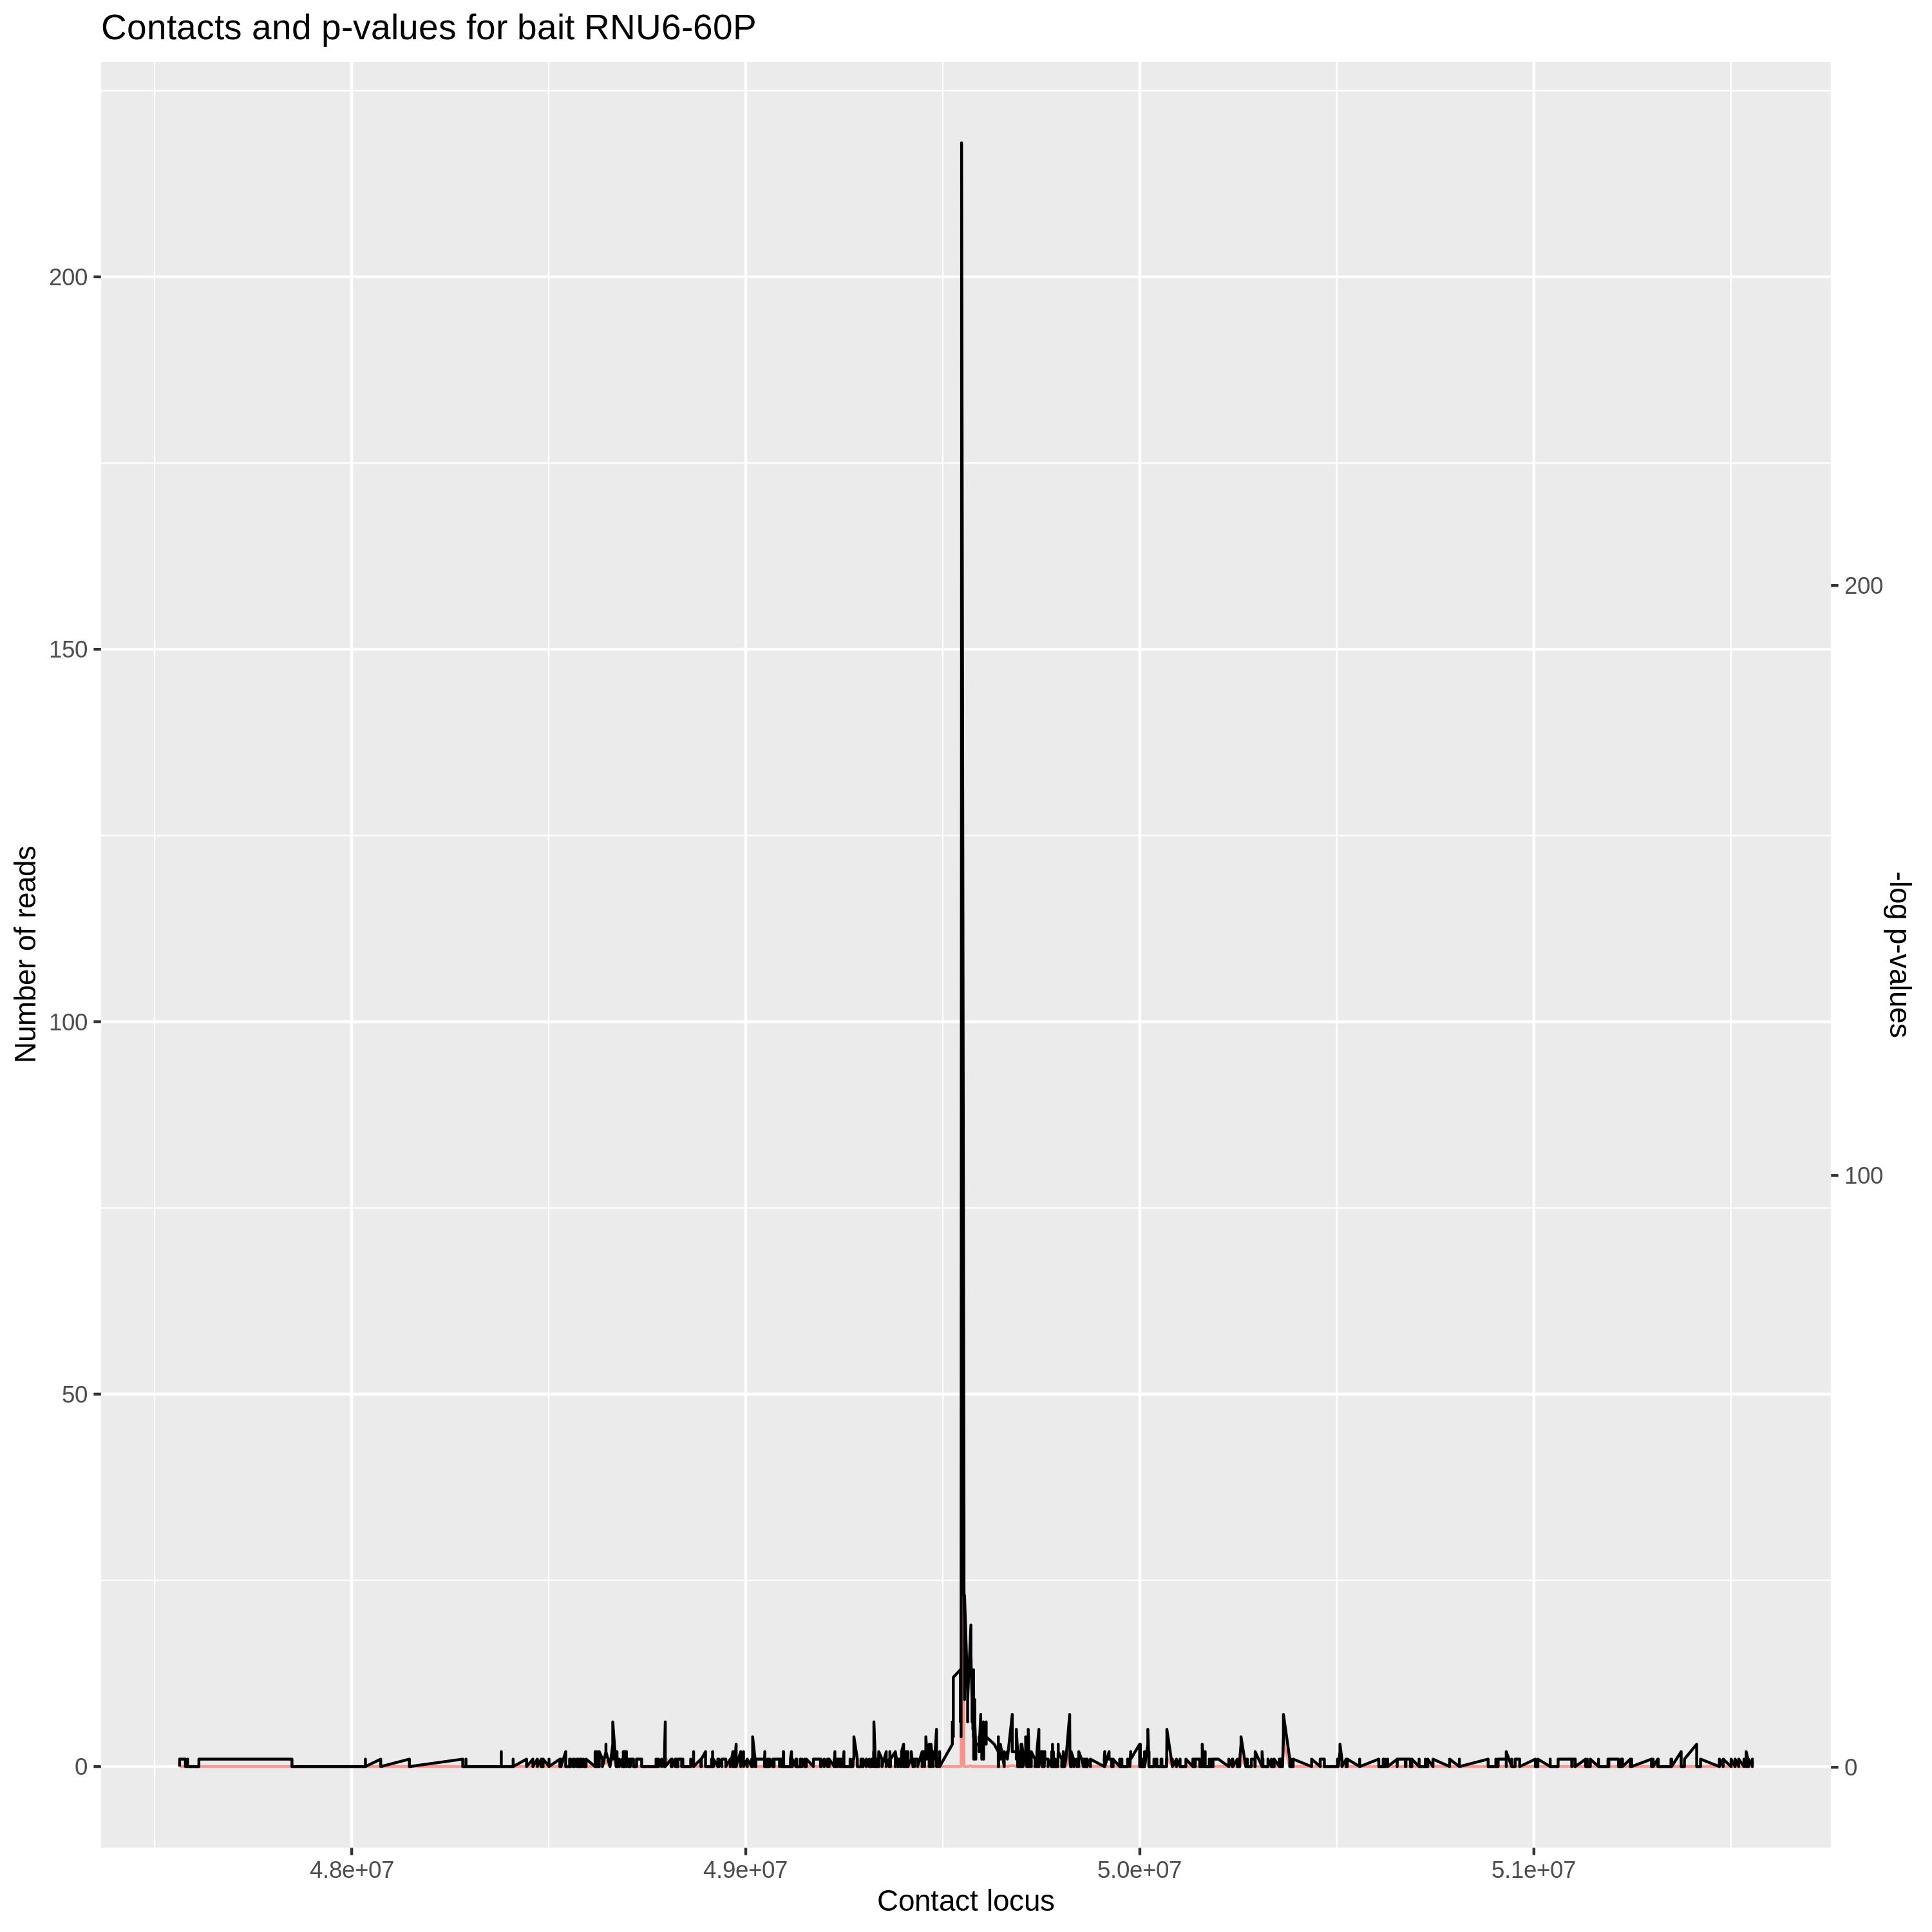 Contacts and p-values for bait RNU6-60P
200
150
100
50
0
Number of reads
200
100
0
-log p-values
4.8e+07
4.9e+07
5.0e+07
5.1e+07
Contact locus